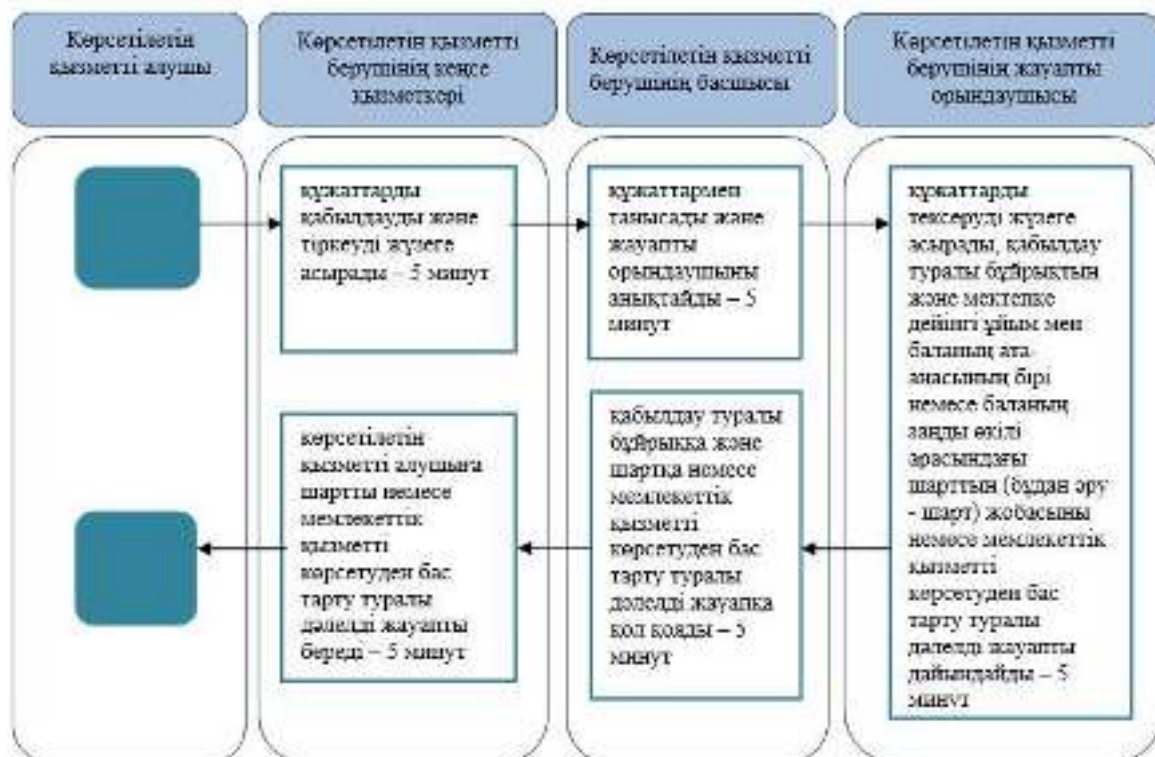 Көрсетілетін
қызметті алушы
Көрсетілетін қызметті
берушінің кеңсе
қызметкері
Көрсетілетін қызметті
берушінің басшысы
Көрсетілетін қызметті
берушінің жауапты
орындаушысы
құжаттарды
қабылдауды және
тіркеуді жүзеге
асырады – 5 минут
құжаттармен
танысады және
жауапты
орындаушыны
анықтайды – 5
минут
құжаттарды
тексеруді жүзеге
асырады, қабылдау
туралы бұйрықтың
және мектепке
дейінгі ұйым мен
баланың ата-
анасының бірі
немесе баланың
заңды өкілі
арасындағы
шарттың (бұдан әрі
- шарт) жобасыны
немесе мемлекеттік
қызметті
көрсетуден бас
тарту туралы
дәлелді жауапты
дайындайды – 5
минут
көрсетілетін
қызметті алушыға
шартты немесе
мемлекеттік
қызметті
көрсетуден бас
тарту туралы
дәлелді жауапты
береді – 5 минут
қабылдау туралы
бұйрыққа және
шартқа немесе
мемлекеттік
қызметті
көрсетуден бас
тарту туралы
дәлелді жауапқа
қол қояды – 5
минут